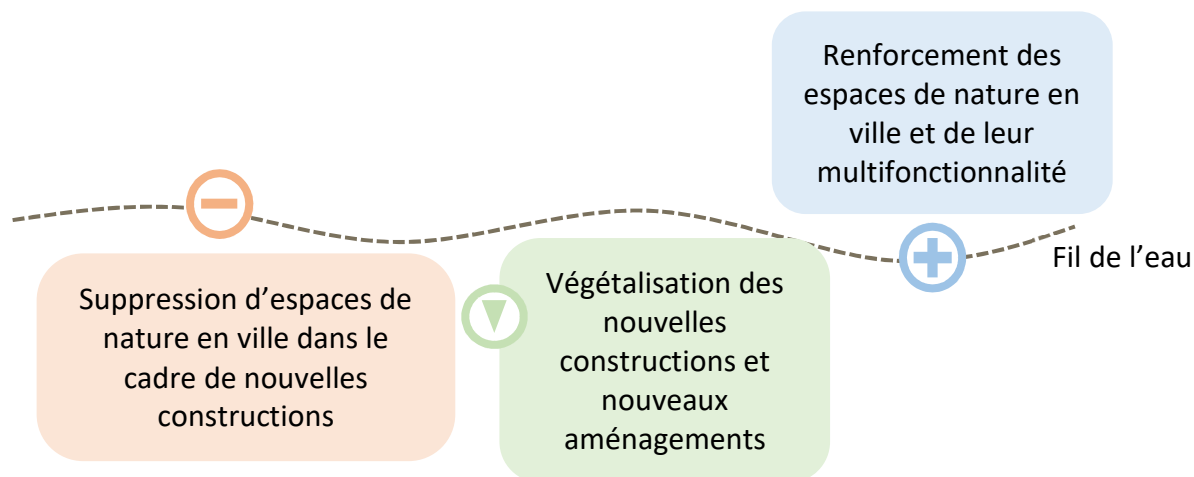 Renforcement des
espaces de nature en
ville et de leur
multifonctionnalité
Fil de l’eau
Suppression d’espaces de
nature en ville dans le
cadre de nouvelles
constructions
Végétalisation des
nouvelles
constructions et
nouveaux
aménagements